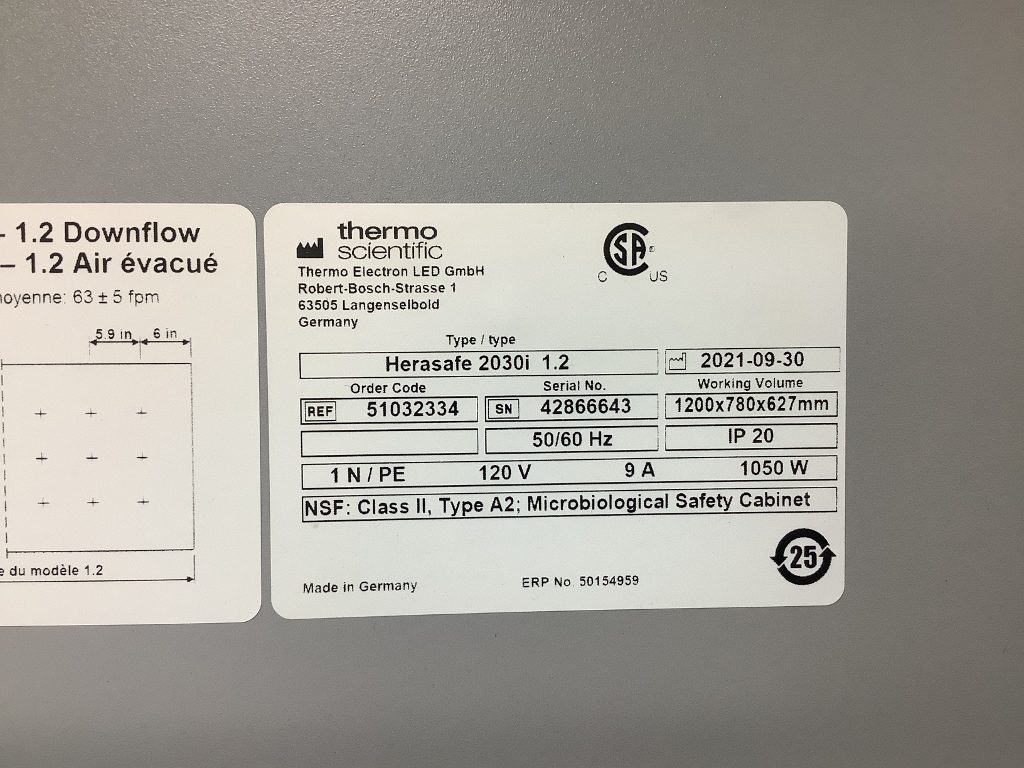 - 1.2 Downflow
– 1.2 Air évacué
63 ± 5 fpm
5.9 in
6 in
du modèle 1.2
thermo
scientific
Thermo Electron LED GmbH
Robert-Bosch-Strasse 1
63505 Langenselbold
Germany
CSA ®
C US
Type / type
Herasafe 2030i 1.2
2021-09-30
Order Code
Serial No.
Working Volume
REF 51032334
SN 42866643
1200x780x627mm
50/60 Hz
IP 20
1 N / PE 120 V 9 A 1050 W
NSF: Class II, Type A2; Microbiological Safety Cabinet
25
Made in Germany
ERP No. 50154959